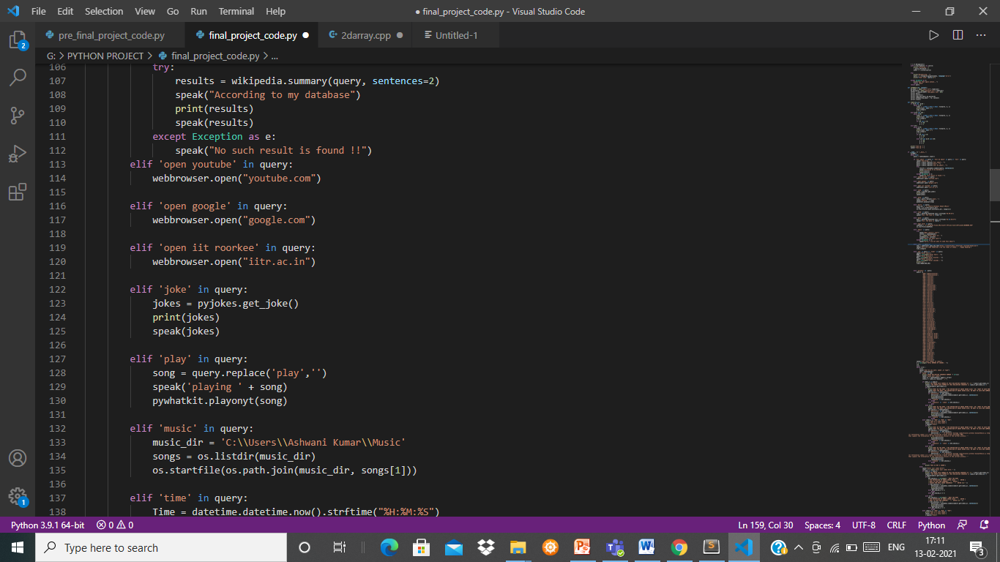 File Edit Selection View Go Run Terminal Help ● final_project_code.py - Visual Studio Code
pre_final_project_code.py final_project_code.py ● 2darray.cpp ● Untitled-1
G: > PYTHON PROJECT > final_project_code.py > ...
106 try:
107 results = wikipedia.summary(query, sentences=2)
108 speak("According to my database")
109 print(results)
110 speak(results)
111 except Exception as e:
112 speak("No such result is found !!")
113 elif 'open youtube' in query:
114 webbrowser.open("youtube.com")
115
116 elif 'open google' in query:
117 webbrowser.open("google.com")
118
119 elif 'open iit roorkee' in query:
120 webbrowser.open("iitr.ac.in")
121
122 elif 'joke' in query:
123 jokes = pyjokes.get_joke()
124 print(jokes)
125 speak(jokes)
126
127 elif 'play' in query:
128 song = query.replace('play','')
129 speak('playing ' + song)
130 pywhatkit.playonyt(song)
131
132 elif 'music' in query:
133 music_dir = 'C:\\Users\\Ashwani Kumar\\Music'
134 songs = os.listdir(music_dir)
135 os.startfile(os.path.join(music_dir, songs[1]))
136
137 elif 'time' in query:
138 Time = datetime.datetime.now().strftime("%H:%M:%S")
2
1
Python 3.9.1 64-bit 0 0 Ln 159, Col 30 Spaces: 4 UTF-8 CRLF Python
Type here to search ENG 17:11
13-02-2021 3